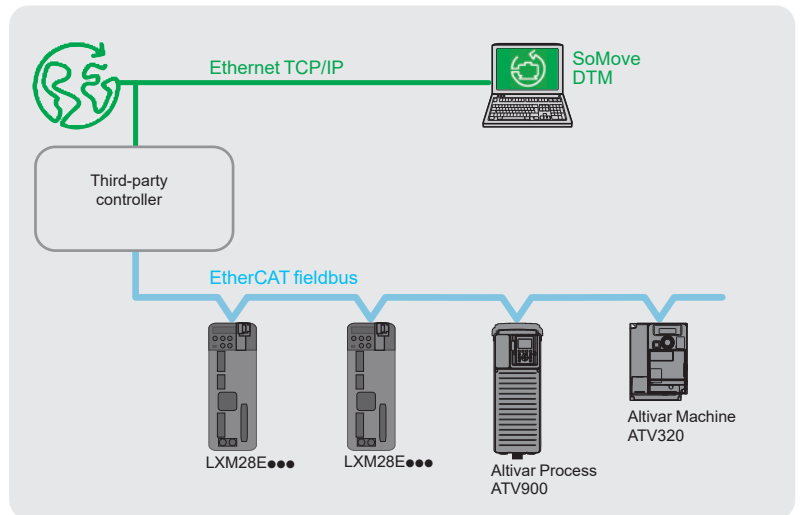 Ethernet TCP/IP
SoMove
DTM
Third-party
controller
EtherCAT fieldbus
LXM28E●●●
LXM28E●●●
Altivar Process
ATV900
Altivar Machine
ATV320